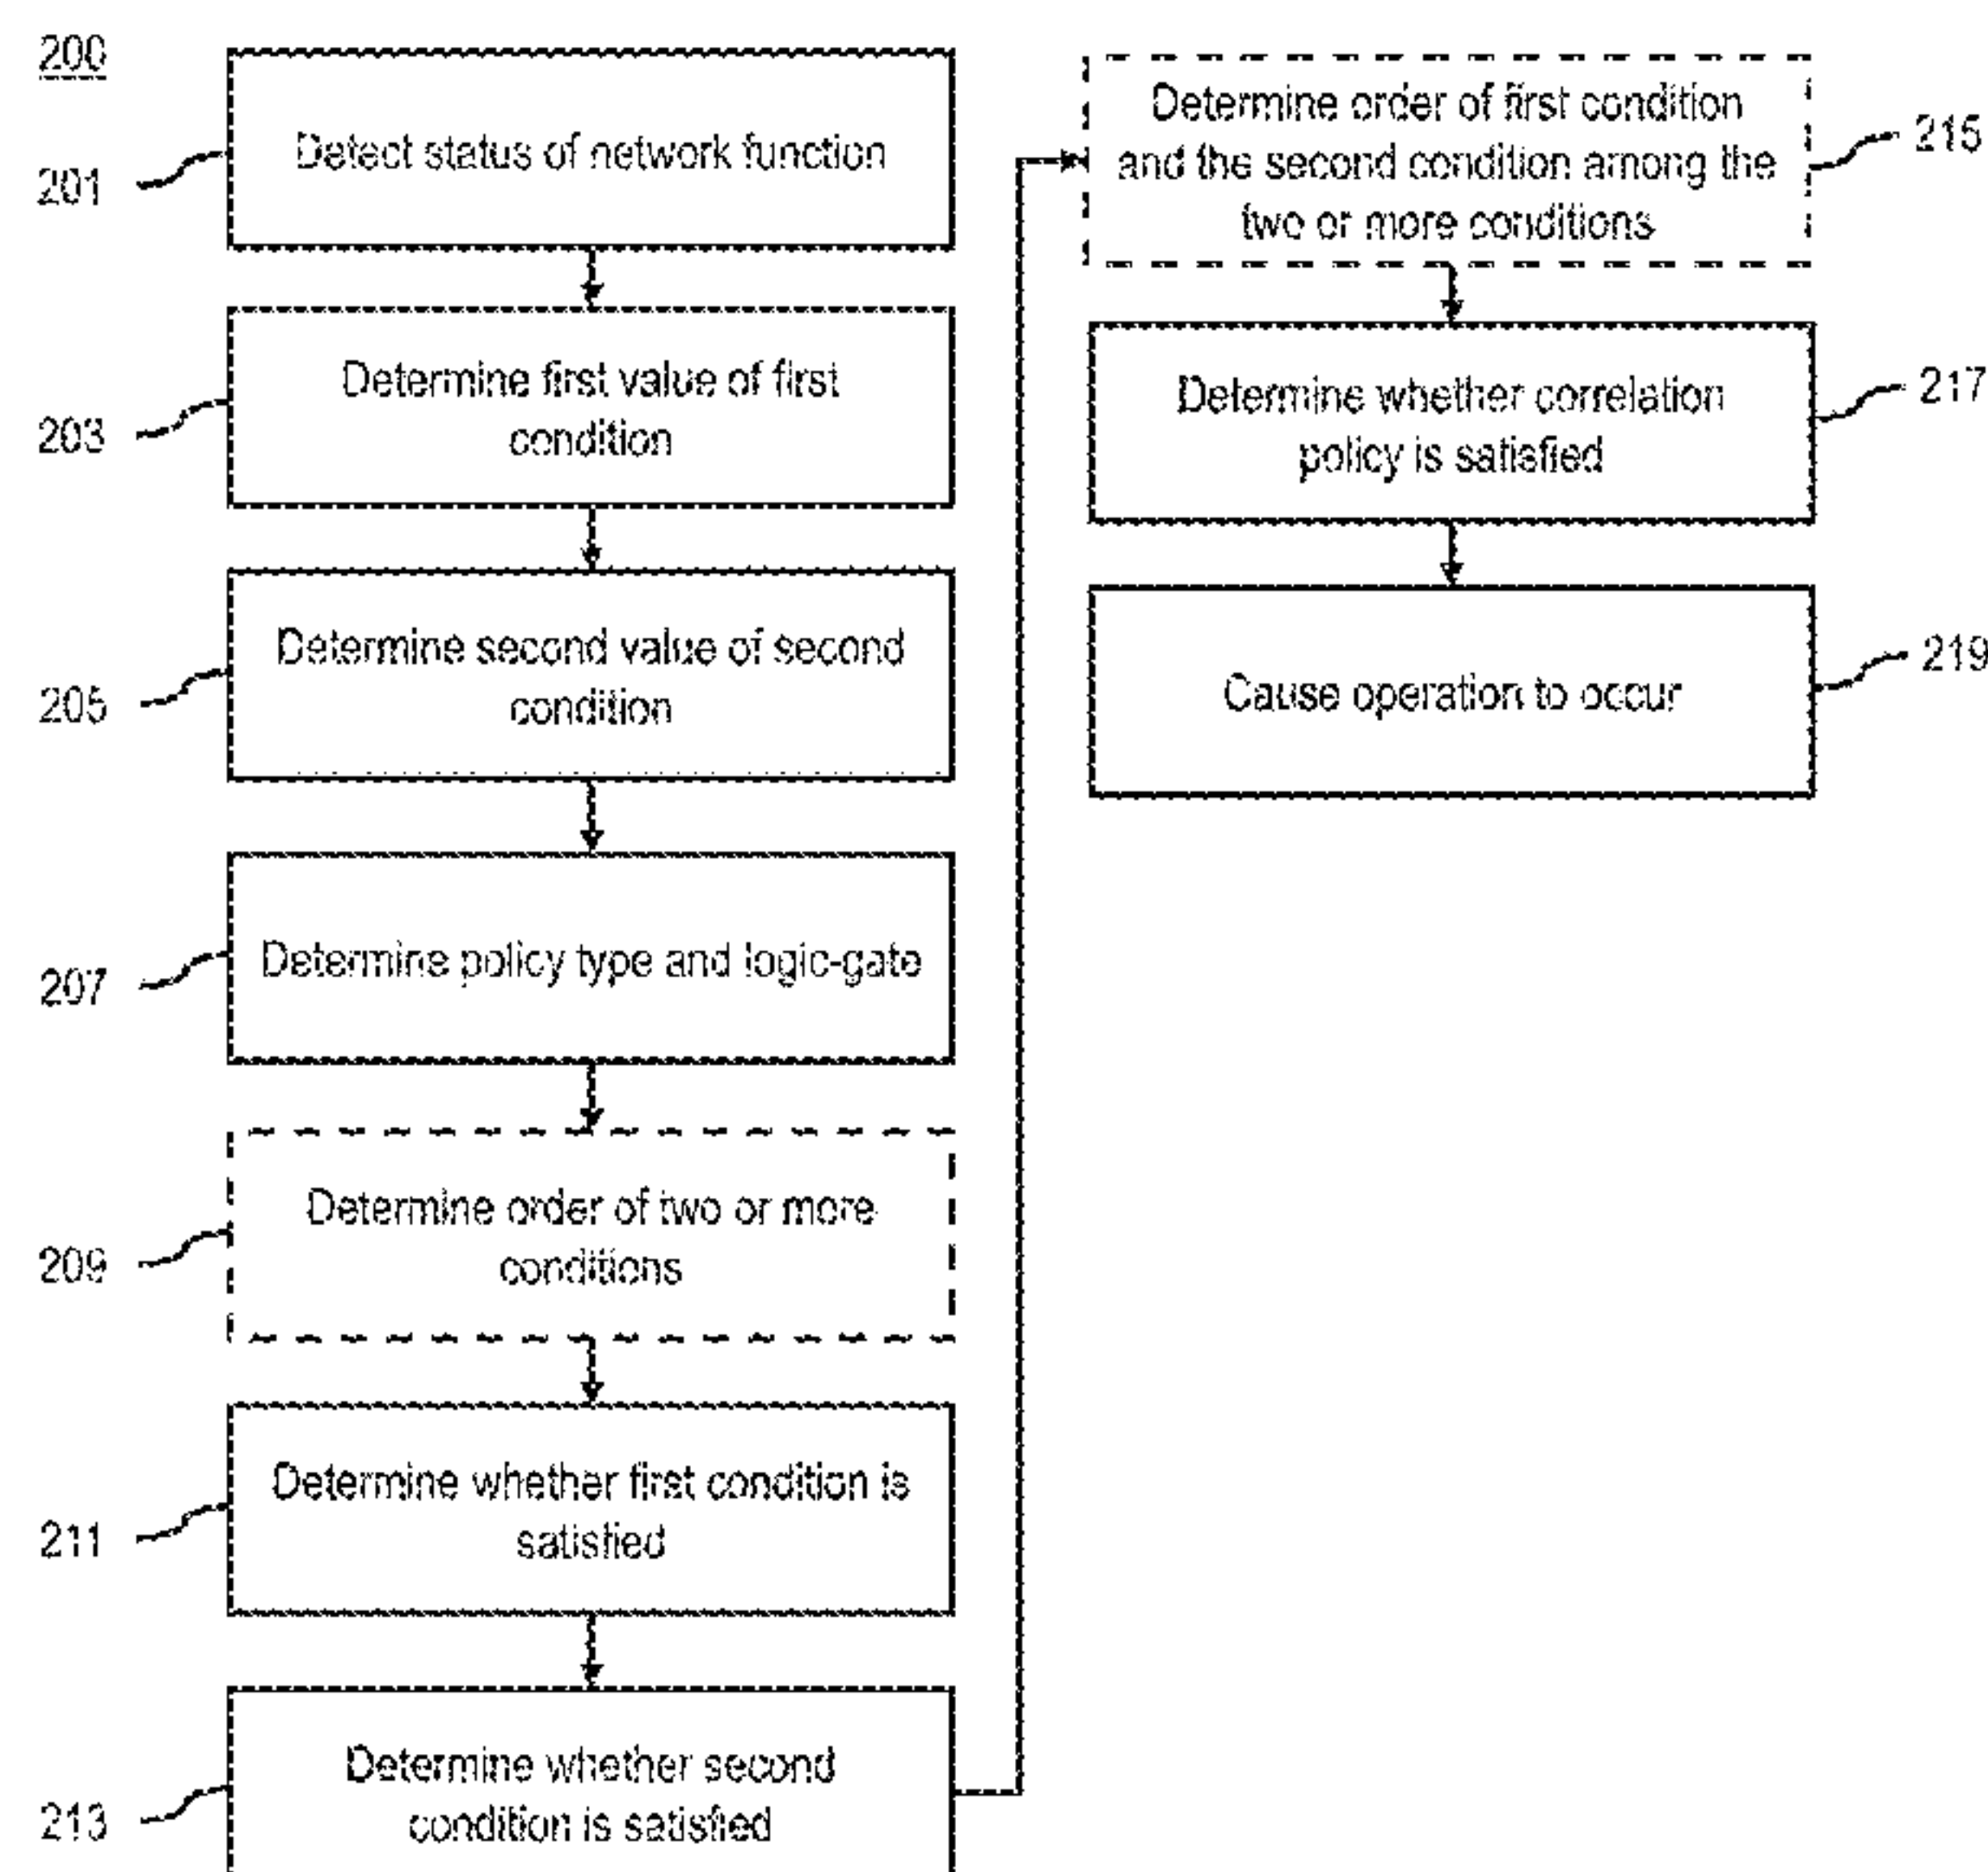 200
201
Detect status of network function
203
Determine first value of first
condition
205
Determine second value of second
condition
207
Determine policy type and logic-gate
209
Determine order of two or more
conditions
211
Determine whether first condition is
satisfied
213
Determine whether second
condition is satisfied
Determine order of first condition
and the second condition among the
two or more conditions
215
Determine whether correlation
policy is satisfied
217
Cause operation to occur
219